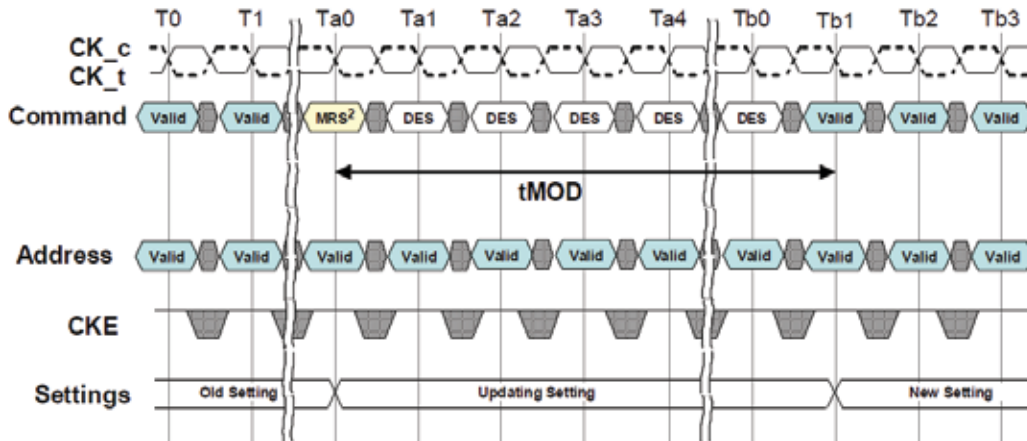 T0 T1 Ta0 Ta1 Ta2 Ta3 Ta4 Tb0 Tb1 Tb2 Tb3
CK_c
CK_t
Command Valid Valid MRS² DES DES DES DES DES Valid Valid Valid
tMOD
Address Valid Valid Valid Valid Valid Valid Valid Valid Valid Valid Valid
CKE
Settings Old Setting Updating Setting New Setting